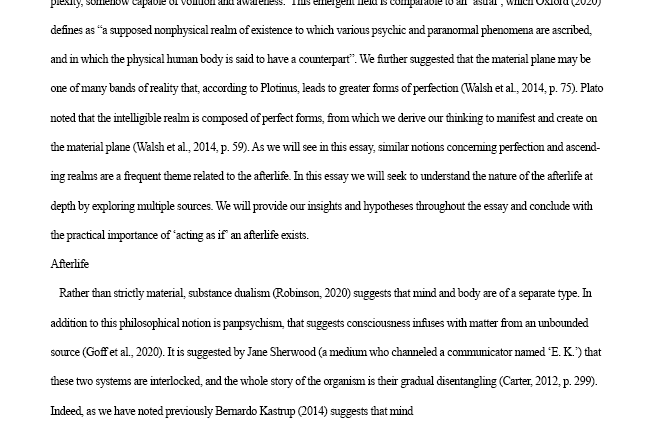 plexity, somehow capable of volition and awareness. This emergent field is comparable to an 'astral', which Oxford (2020)
defines as “a supposed nonphysical realm of existence to which various psychic and paranormal phenomena are ascribed,
and in which the physical human body is said to have a counterpart”. We further suggested that the material plane may be
one of many bands of reality that, according to Plotinus, leads to greater forms of perfection (Walsh et al., 2014, p. 75). Plato
noted that the intelligible realm is composed of perfect forms, from which we derive our thinking to manifest and create on
the material plane (Walsh et al., 2014, p. 59). As we will see in this essay, similar notions concerning perfection and ascend-
ing realms are a frequent theme related to the afterlife. In this essay we will seek to understand the nature of the afterlife at
depth by exploring multiple sources. We will provide our insights and hypotheses throughout the essay and conclude with
the practical importance of ‘acting as if’ an afterlife exists.
Afterlife
Rather than strictly material, substance dualism (Robinson, 2020) suggests that mind and body are of a separate type. In
addition to this philosophical notion is panpsychism, that suggests consciousness infuses with matter from an unbounded
source (Goff et al., 2020). It is suggested by Jane Sherwood (a medium who channeled a communicator named ‘E. K.’) that
these two systems are interlocked, and the whole story of the organism is their gradual disentangling (Carter, 2012, p. 299).
Indeed, as we have noted previously Bernardo Kastrup (2014) suggests that mind